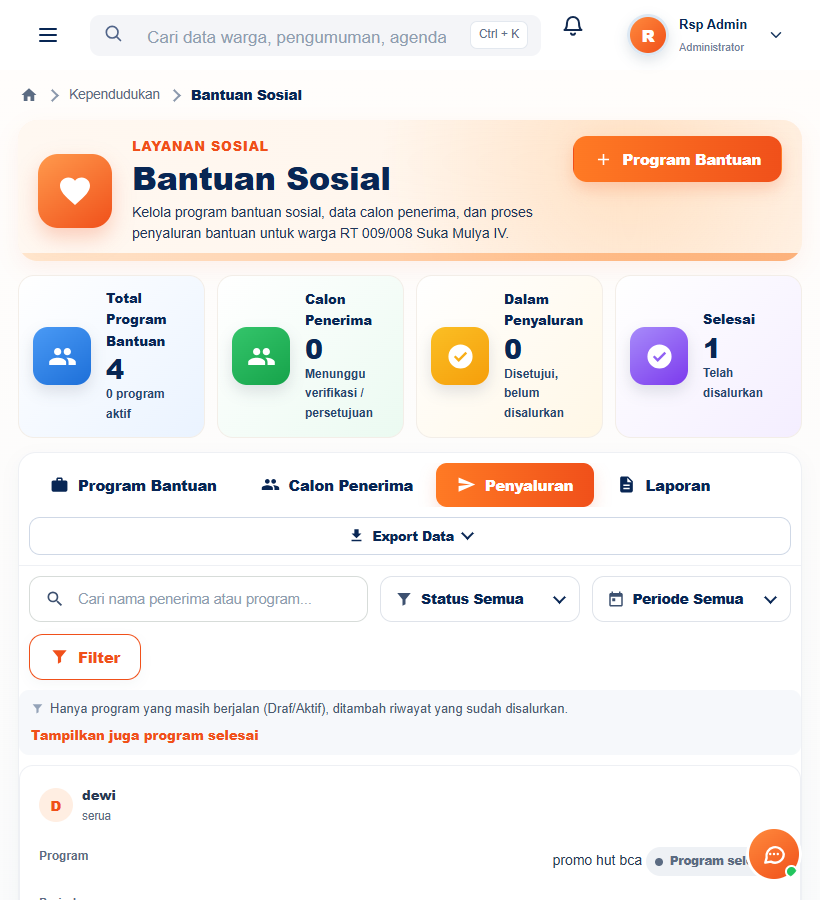 Cari data warga, pengumuman, agenda
Ctrl + K
R
Rsp Admin
Administrator
Kependudukan
Bantuan Sosial
LAYANAN SOSIAL
Bantuan Sosial
Kelola program bantuan sosial, data calon penerima, dan proses
penyaluran bantuan untuk warga RT 009/008 Suka Mulya IV.
+ Program Bantuan
Total
Program
Bantuan
4
0 program
aktif
Calon
Penerima
0
Menunggu
verifikasi /
persetujuan
Dalam
Penyaluran
0
Disetujui,
belum
disalurkan
Selesai
1
Telah
disalurkan
Program Bantuan
Calon Penerima
Penyaluran
Laporan
Export Data
Cari nama penerima atau program...
Status Semua
Periode Semua
Filter
Hanya program yang masih berjalan (Draf/Aktif), ditambah riwayat yang sudah disalurkan.
Tampilkan juga program selesai
D
dewi
serua
Program
promo hut bca
Program